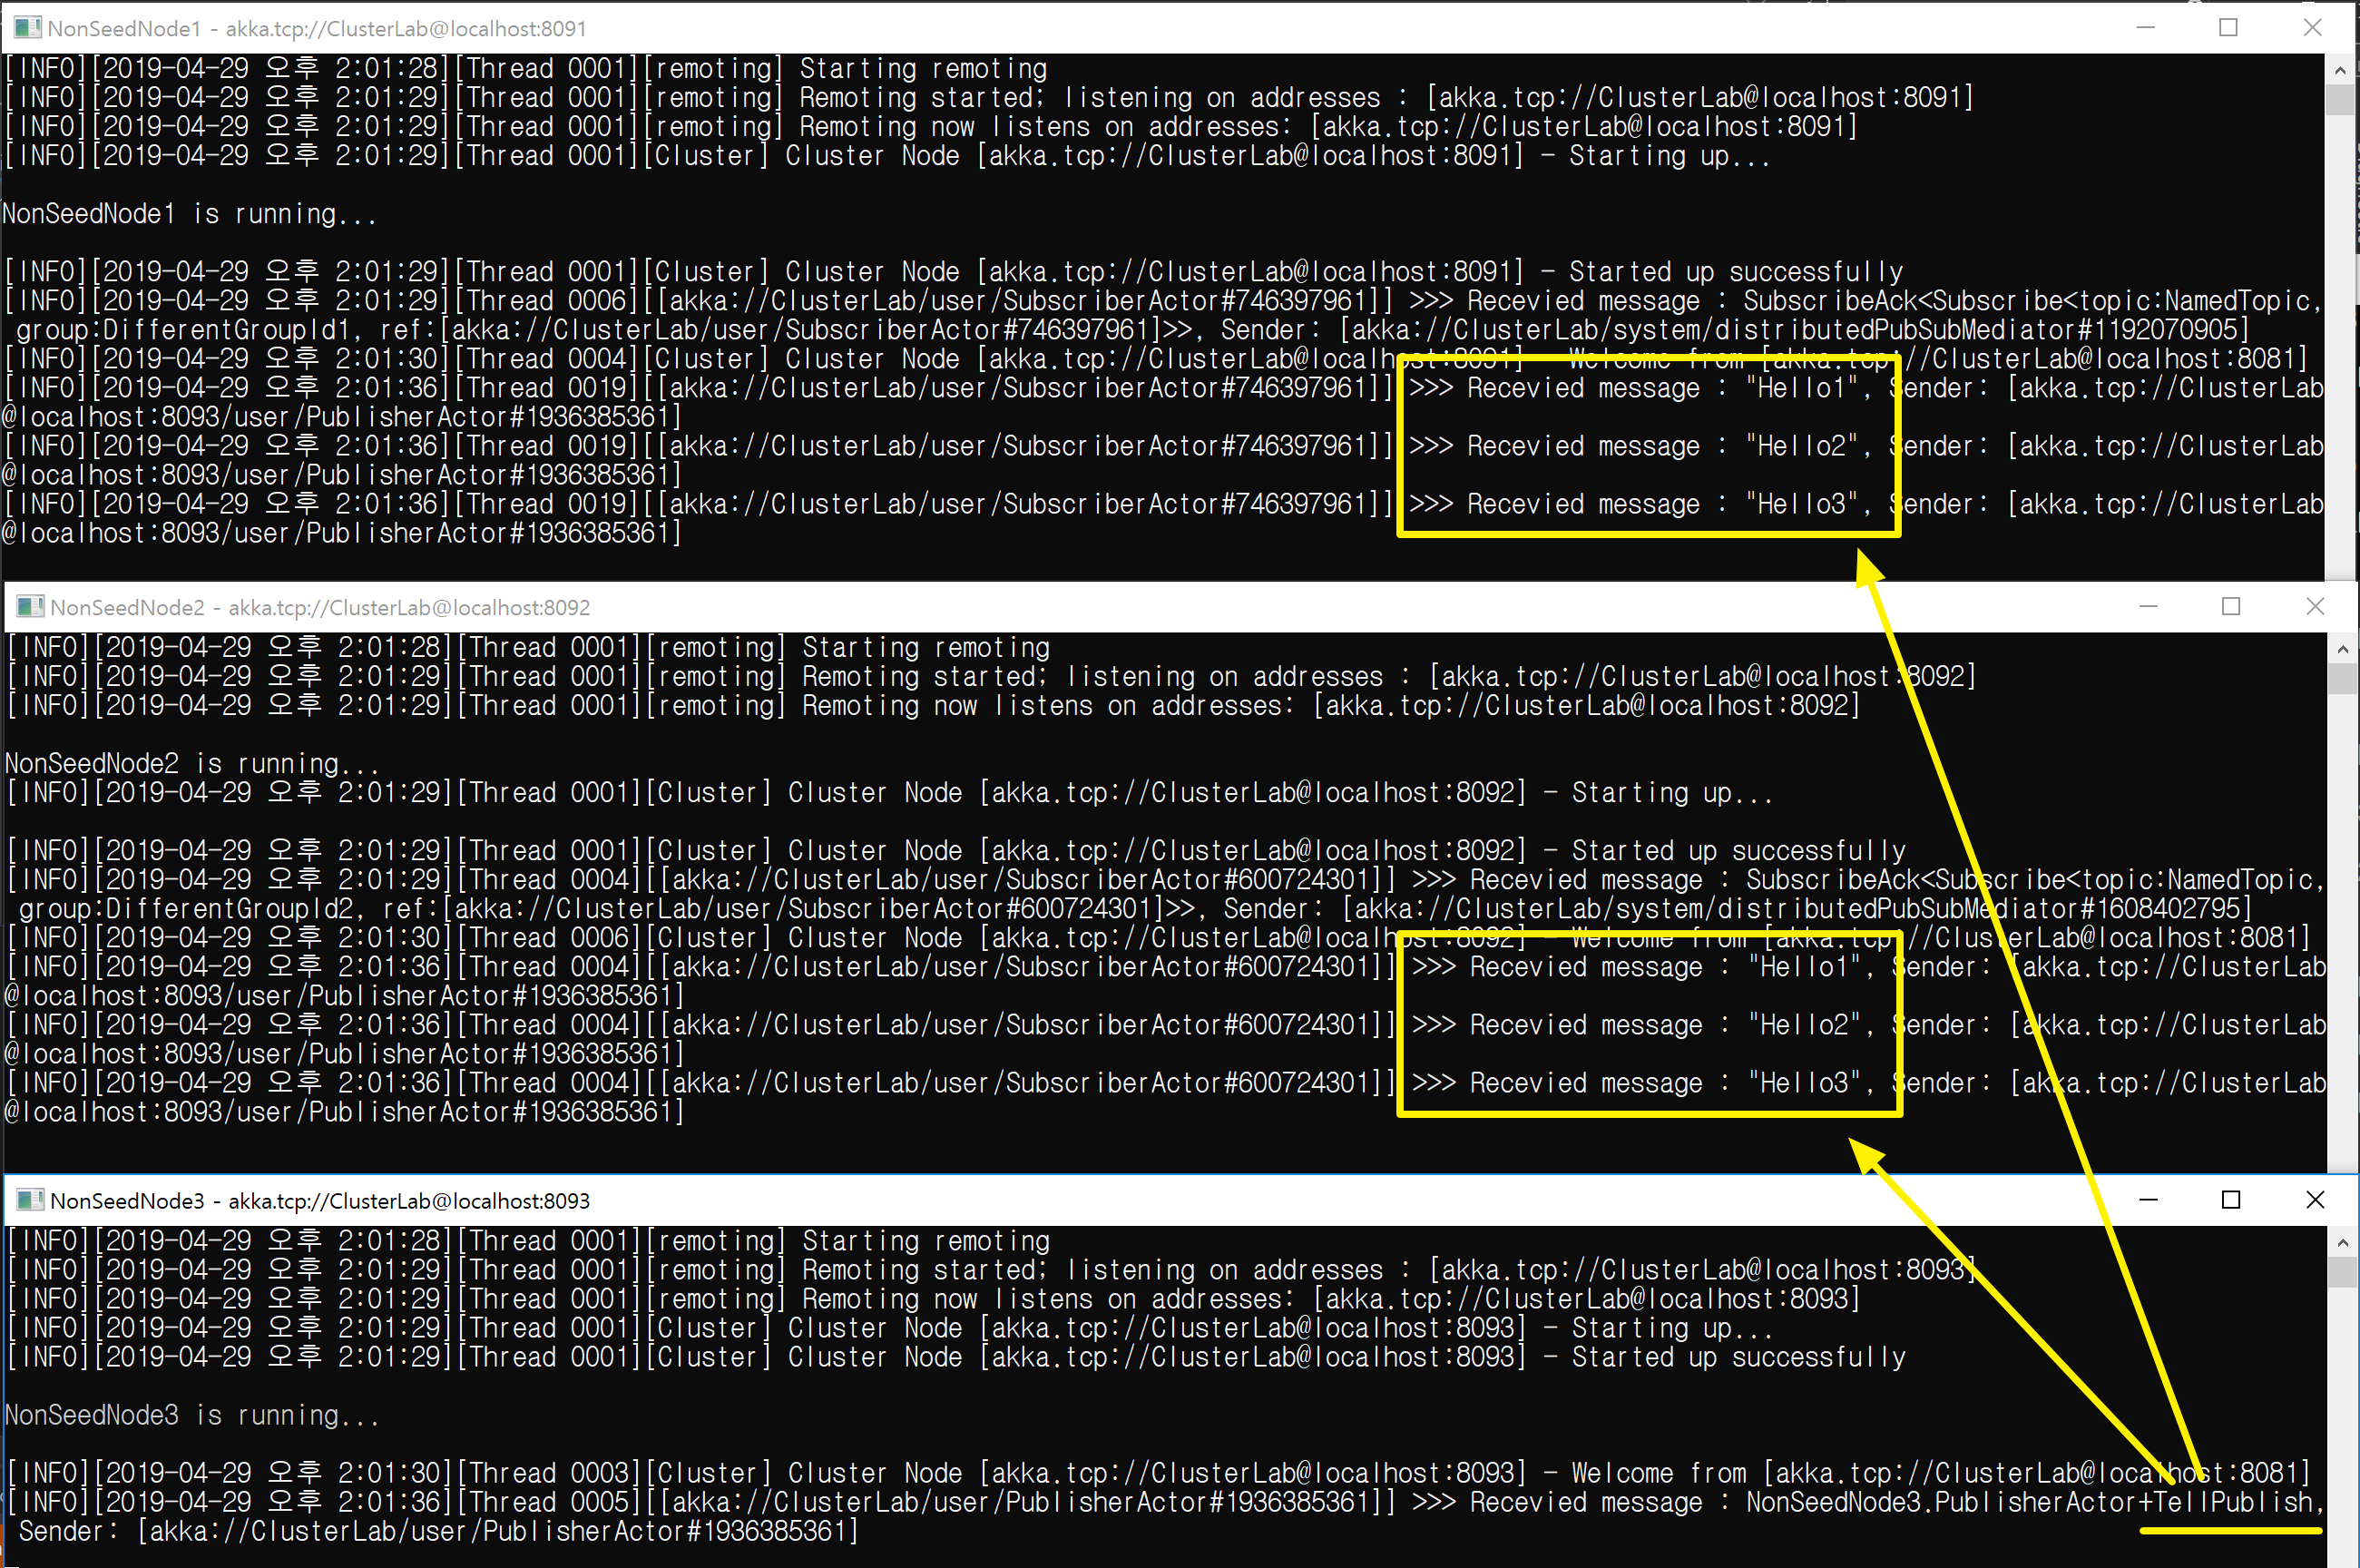 NonSeedNode1 - akka.tcp://ClusterLab@localhost:8091
[INFO][2019-04-29 오후 2:01:28][Thread 0001][remoting] Starting remoting
[INFO][2019-04-29 오후 2:01:29][Thread 0001][remoting] Remoting started; listening on addresses : [akka.tcp://ClusterLab@localhost:8091]
[INFO][2019-04-29 오후 2:01:29][Thread 0001][remoting] Remoting now listens on addresses: [akka.tcp://ClusterLab@localhost:8091]
[INFO][2019-04-29 오후 2:01:29][Thread 0001][Cluster] Cluster Node [akka.tcp://ClusterLab@localhost:8091] - Starting up...
NonSeedNode1 is running...
[INFO][2019-04-29 오후 2:01:29][Thread 0001][Cluster] Cluster Node [akka.tcp://ClusterLab@localhost:8091] - Started up successfully
[INFO][2019-04-29 오후 2:01:29][Thread 0006][[akka://ClusterLab/user/SubscriberActor#746397961]] >>> Recevied message : SubscribeAck<Subscribe<topic:NamedTopic,
group:DifferentGroupId1, ref:[akka://ClusterLab/user/SubscriberActor#746397961]>>, Sender: [akka://ClusterLab/system/distributedPubSubMediator#1192070905]
[INFO][2019-04-29 오후 2:01:30][Thread 0004][Cluster] Cluster Node [akka.tcp://ClusterLab@localhost:8091] - Welcome from [akka.tcp://ClusterLab@localhost:8081]
[INFO][2019-04-29 오후 2:01:36][Thread 0019][[akka://ClusterLab/user/SubscriberActor#746397961]] >>> Recevied message : "Hello1", Sender: [akka.tcp://ClusterLab
@localhost:8093/user/PublisherActor#1936385361]
[INFO][2019-04-29 오후 2:01:36][Thread 0019][[akka://ClusterLab/user/SubscriberActor#746397961]] >>> Recevied message : "Hello2", Sender: [akka.tcp://ClusterLab
@localhost:8093/user/PublisherActor#1936385361]
[INFO][2019-04-29 오후 2:01:36][Thread 0019][[akka://ClusterLab/user/SubscriberActor#746397961]] >>> Recevied message : "Hello3", Sender: [akka.tcp://ClusterLab
@localhost:8093/user/PublisherActor#1936385361]
NonSeedNode2 - akka.tcp://ClusterLab@localhost:8092
[INFO][2019-04-29 오후 2:01:28][Thread 0001][remoting] Starting remoting
[INFO][2019-04-29 오후 2:01:29][Thread 0001][remoting] Remoting started; listening on addresses : [akka.tcp://ClusterLab@localhost:8092]
[INFO][2019-04-29 오후 2:01:29][Thread 0001][remoting] Remoting now listens on addresses: [akka.tcp://ClusterLab@localhost:8092]
NonSeedNode2 is running...
[INFO][2019-04-29 오후 2:01:29][Thread 0001][Cluster] Cluster Node [akka.tcp://ClusterLab@localhost:8092] - Starting up...
[INFO][2019-04-29 오후 2:01:29][Thread 0001][Cluster] Cluster Node [akka.tcp://ClusterLab@localhost:8092] - Started up successfully
[INFO][2019-04-29 오후 2:01:29][Thread 0004][[akka://ClusterLab/user/SubscriberActor#600724301]] >>> Recevied message : SubscribeAck<Subscribe<topic:NamedTopic,
group:DifferentGroupId2, ref:[akka://ClusterLab/user/SubscriberActor#600724301]>>, Sender: [akka://ClusterLab/system/distributedPubSubMediator#1608402795]
[INFO][2019-04-29 오후 2:01:30][Thread 0006][Cluster] Cluster Node [akka.tcp://ClusterLab@localhost:8092] - Welcome from [akka.tcp://ClusterLab@localhost:8081]
[INFO][2019-04-29 오후 2:01:36][Thread 0004][[akka://ClusterLab/user/SubscriberActor#600724301]] >>> Recevied message : "Hello1", Sender: [akka.tcp://ClusterLab
@localhost:8093/user/PublisherActor#1936385361]
[INFO][2019-04-29 오후 2:01:36][Thread 0004][[akka://ClusterLab/user/SubscriberActor#600724301]] >>> Recevied message : "Hello2", Sender: [akka.tcp://ClusterLab
@localhost:8093/user/PublisherActor#1936385361]
[INFO][2019-04-29 오후 2:01:36][Thread 0004][[akka://ClusterLab/user/SubscriberActor#600724301]] >>> Recevied message : "Hello3", Sender: [akka.tcp://ClusterLab
@localhost:8093/user/PublisherActor#1936385361]
NonSeedNode3 - akka.tcp://ClusterLab@localhost:8093
[INFO][2019-04-29 오후 2:01:28][Thread 0001][remoting] Starting remoting
[INFO][2019-04-29 오후 2:01:29][Thread 0001][remoting] Remoting started; listening on addresses : [akka.tcp://ClusterLab@localhost:8093]
[INFO][2019-04-29 오후 2:01:29][Thread 0001][remoting] Remoting now listens on addresses: [akka.tcp://ClusterLab@localhost:8093]
[INFO][2019-04-29 오후 2:01:29][Thread 0001][Cluster] Cluster Node [akka.tcp://ClusterLab@localhost:8093] - Starting up...
[INFO][2019-04-29 오후 2:01:29][Thread 0001][Cluster] Cluster Node [akka.tcp://ClusterLab@localhost:8093] - Started up successfully
NonSeedNode3 is running...
[INFO][2019-04-29 오후 2:01:30][Thread 0003][Cluster] Cluster Node [akka.tcp://ClusterLab@localhost:8093] - Welcome from [akka.tcp://ClusterLab@localhost:8081]
[INFO][2019-04-29 오후 2:01:36][Thread 0005][[akka://ClusterLab/user/PublisherActor#1936385361]] >>> Recevied message : NonSeedNode3.PublisherActor+TellPublish,
Sender: [akka://ClusterLab/user/PublisherActor#1936385361]